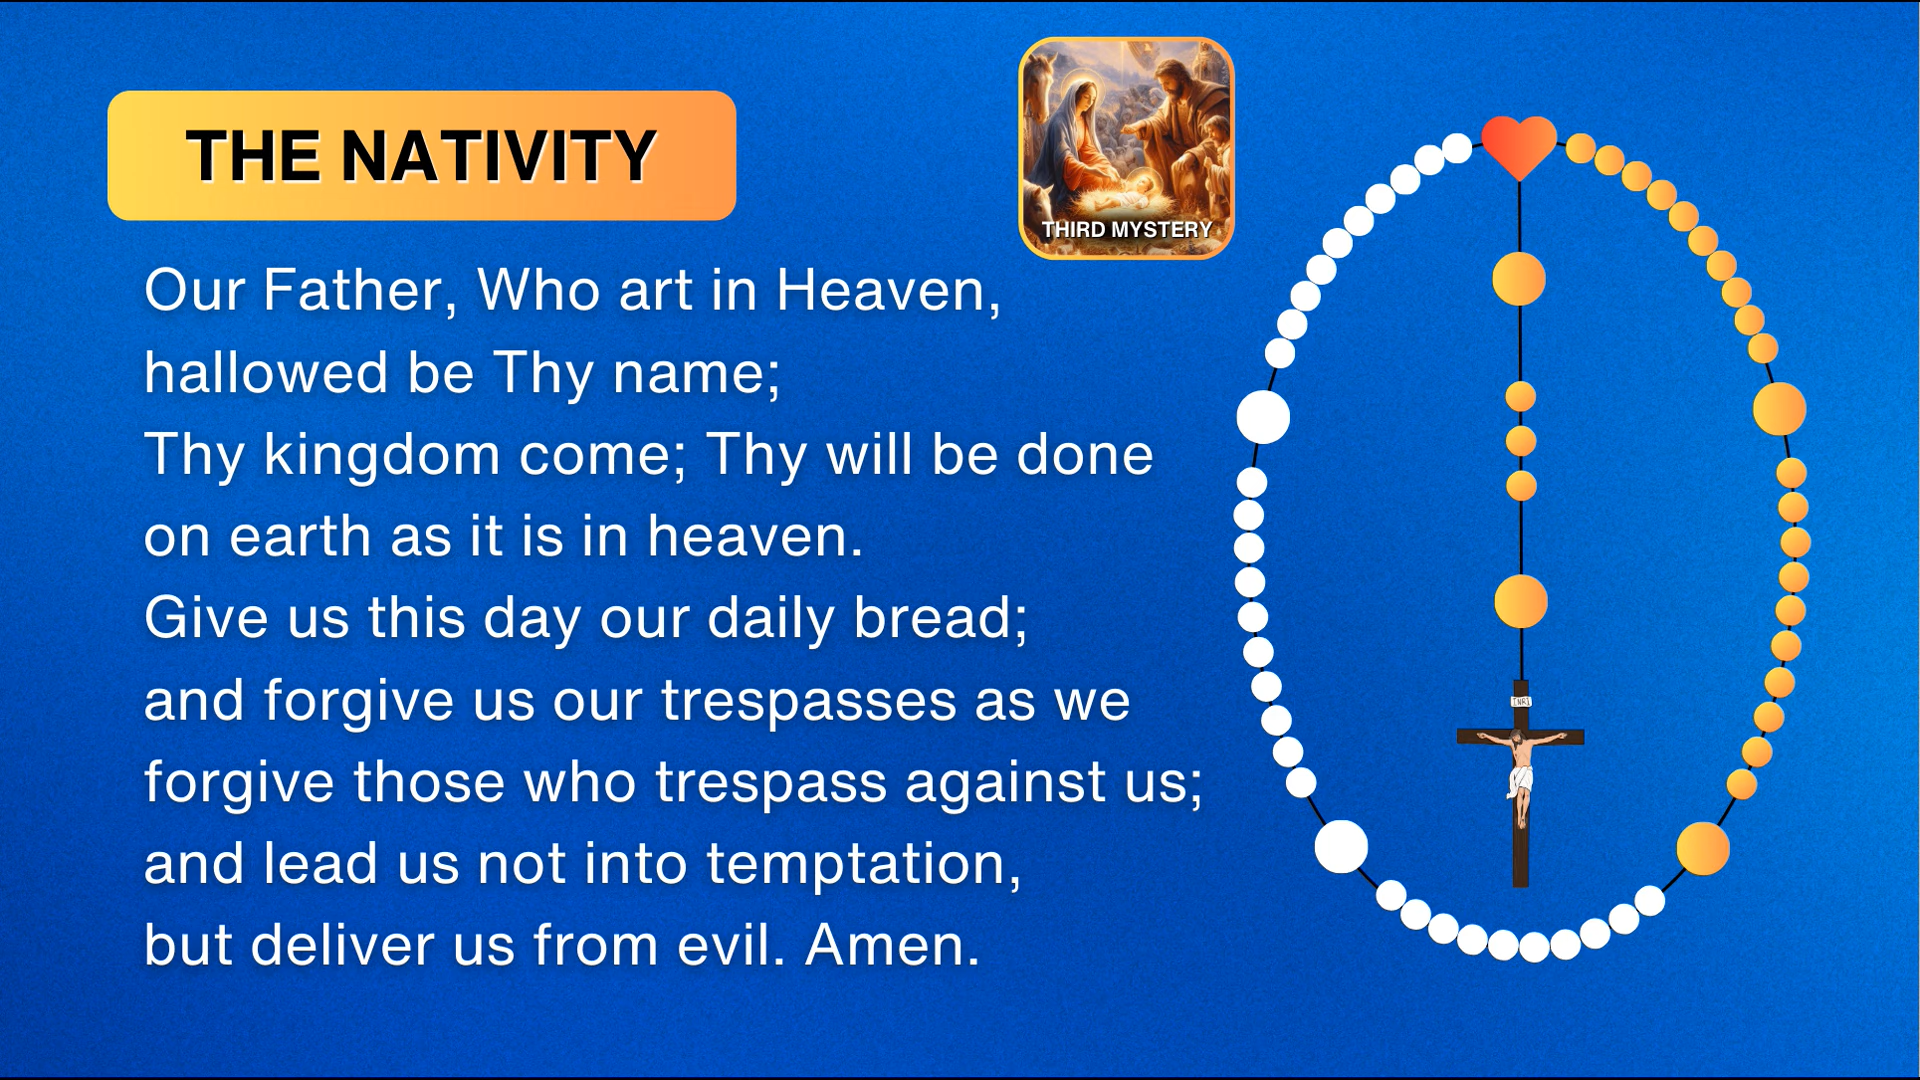 THE NATIVITY
THIRD MYSTERY
Our Father, Who art in Heaven,
hallowed be Thy name;
Thy kingdom come; Thy will be done
on earth as it is in heaven.
Give us this day our daily bread;
and forgive us our trespasses as we
forgive those who trespass against us;
and lead us not into temptation,
but deliver us from evil. Amen.
INRI